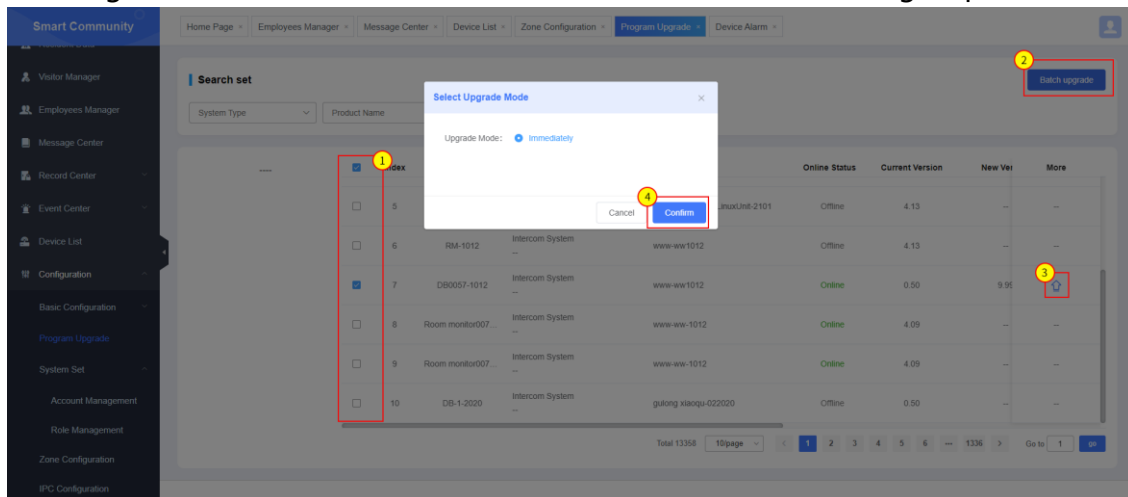 Smart Community
Home Page × Employees Manager × Message Center × Device List × Zone Configuration × Program Upgrade × Device Alarm ×
Visitor Manager
Employees Manager
Message Center
Record Center
Event Center
Device List
Configuration
Basic Configuration
Program Upgrade
System Set
Account Management
Role Management
Zone Configuration
IPC Configuration
Search set
2
Batch upgrade
System Type
Product Name
Select Upgrade Mode ×
Upgrade Mode: Immediately
4
Cancel Confirm
1
Index Online Status Current Version New Ver More
5 LinuxUnit-2101 Offline 4.13 -- --
6 RM-1012 Intercom System -- www-ww1012 Offline 4.13 -- --
3
7 DB0057-1012 Intercom System -- www-ww1012 Online 0.50 9.99
8 Room monitor007... Intercom System -- www-ww-1012 Online 4.09 -- --
9 Room monitor007... Intercom System -- www-ww-1012 Online 4.09 -- --
10 DB-1-2020 Intercom System -- gulong xiaoqu-022020 Offline 0.50 -- --
Total 13358 10/page < 1 2 3 4 5 6 ... 1336 > Go to 1 go